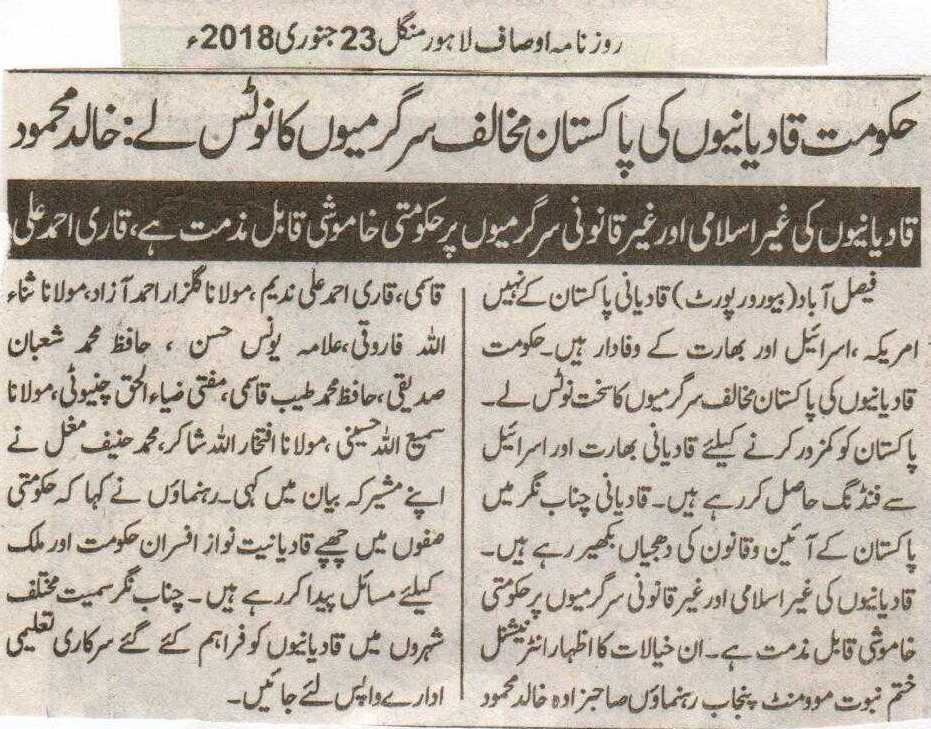 روزنامہ اوصاف لاہور منگل 23 جنوری 2018ء
حکومت قادیانیوں کی پاکستان مخالف سرگرمیوں کا نوٹس لے: خالد محمود
قادیانیوں کی غیر اسلامی اور غیر قانونی سرگرمیوں پر حکومتی خاموشی قابل مذمت ہے، قاری احمد علی
فیصل آباد (بیورو رپورٹ) قادیانی پاکستان کے نہیں
امریکہ، اسرائیل اور بھارت کے وفادار ہیں۔ حکومت
قادیانیوں کی پاکستان مخالف سرگرمیوں کا سخت نوٹس لے۔
پاکستان کو کمزور کرنے کیلئے قادیانی بھارت اور اسرائیل
سے فنڈنگ حاصل کر رہے ہیں۔ قادیانی چناب نگر میں
پاکستان کے آئین و قانون کی دھجیاں بکھیر رہے ہیں۔
قادیانیوں کی غیر اسلامی اور غیر قانونی سرگرمیوں پر حکومتی
خاموشی قابل مذمت ہے۔ ان خیالات کا اظہار انٹرنیشنل
ختم نبوت موومنٹ پنجاب رہنماؤں صاحبزادہ خالد محمود
قاسمی، قاری احمد علی ندیم، مولانا گلزار احمد آزاد، مولانا ثناء
اللہ فاروقی، علامہ یونس حسن، حافظ محمد شعبان
صدیقی، حافظ محمد طیب قاسمی، مفتی ضیاء الحق چنیوٹی، مولانا
سمیع اللہ حسینی، مولانا افتخار اللہ شاکر، محمد حنیف مغل نے
اپنے مشترکہ بیان میں کہی۔ رہنماؤں نے کہا کہ حکومتی
صفوں میں چھپے قادیانیت نواز افسران حکومت اور ملک
کیلئے مسائل پیدا کر رہے ہیں۔ چناب نگر سمیت مختلف
شہروں میں قادیانیوں کو فراہم کئے گئے سرکاری تعلیمی
ادارے واپس لئے جائیں۔